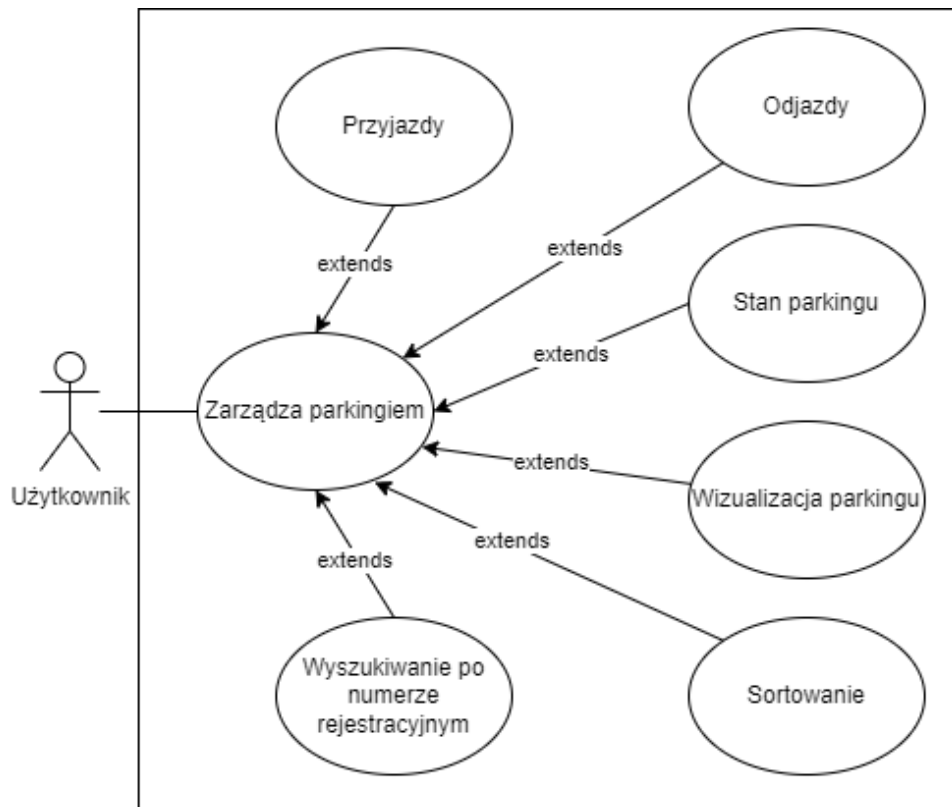 Przyjazdy
Odjazdy
extends
extends
Stan parkingu
extends
Zarządza parkingiem
Użytkownik
extends
Wizualizacja parkingu
extends
extends
Wyszukiwanie po
numerze
rejestracyjnym
Sortowanie